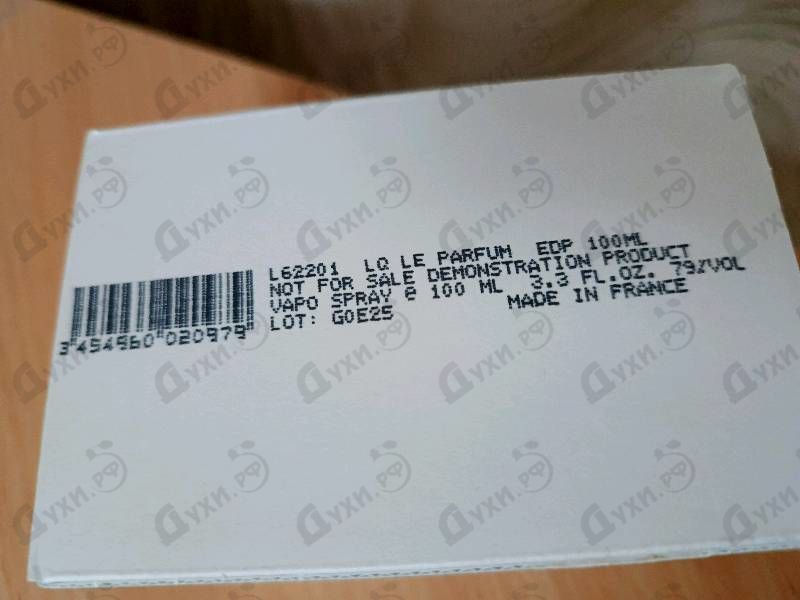 L62201 LQ LE PARFUM EDP 100ML
NOT FOR SALE DEMONSTRATION PRODUCT
VAPO SPRAY e 100 ML 3.3 FL.OZ. 79%VOL
LOT: G0E25 MADE IN FRANCE
3"454960"020979"
Духи.рф